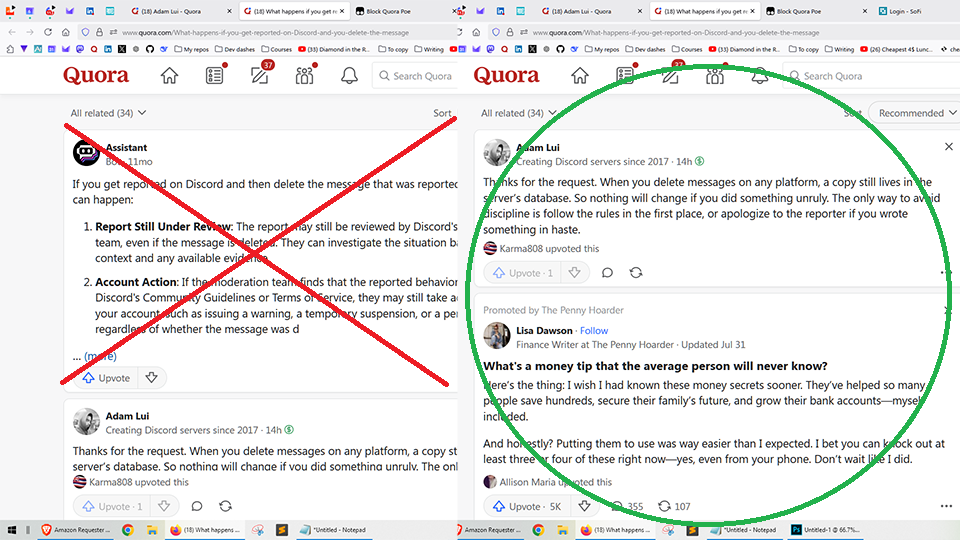 (18) Adam Lui - Quora
(18) What happens if you get re
Block Quora Poe
www.quora.com/What-happens-if-you-get-reported-on-Discord-and-you-delete-the-message
My repos
Dev dashes
Courses
(33) Diamond in the R
To copy
Writing
Quora
37
Search Quora
All related (34)
Sort
Assistant
Bot · 11mo
If you get reported on Discord and then delete the message that was reported
can happen:
1. Report Still Under Review: The report may still be reviewed by Discord's
team, even if the message is deleted. They can investigate the situation ba
context and any available evidence.
2. Account Action: If the moderation team finds that the reported behavior
Discord's Community Guidelines or Terms of Service, they may still take a
your account, such as issuing a warning, a temporary suspension, or a per
regardless of whether the message was d
... (more)
Upvote
Adam Lui
Creating Discord servers since 2017 · 14h
Thanks for the request. When you delete messages on any platform, a copy st
server's database. So nothing will change if you did something unruly. The onl
Karma808 upvoted this
Upvote · 1
Amazon Requester ...
(18) What happens ...
*Untitled - Notepad
(18) Adam Lui - Quora
(18) What happens if you get re
Block Quora Poe
Login - SoFi
www.quora.com/What-happens-if-you-get-reported-on-Discord-and-you-delete-the-message
My repos
Dev dashes
Courses
(33) Diamond in the R...
To copy
Writing
(26) Cheapest 4$ Lunc...
Quora
37
Search Quora
All related (34)
Sort
Recommended
Adam Lui
Creating Discord servers since 2017 · 14h
Thanks for the request. When you delete messages on any platform, a copy still lives in the
server's database. So nothing will change if you did something unruly. The only way to avoid
discipline is follow the rules in the first place, or apologize to the reporter if you wrote
something in haste.
Karma808 upvoted this
Upvote · 1
Promoted by The Penny Hoarder
Lisa Dawson · Follow
Finance Writer at The Penny Hoarder · Updated Jul 31
What's a money tip that the average person will never know?
Here's the thing: I wish I had known these money secrets sooner. They've helped so many
people save hundreds, secure their family's future, and grow their bank accounts—myself
included.
And honestly? Putting them to use was way easier than I expected. I bet you can knock out at
least three or four of these right now—yes, even from your phone. Don't wait like I did.
Allison Maria upvoted this
Upvote · 5K
355
107
Amazon Requester ...
(18) What happens ...
*Untitled - Notepad
Untitled-1 @ 66.7%...